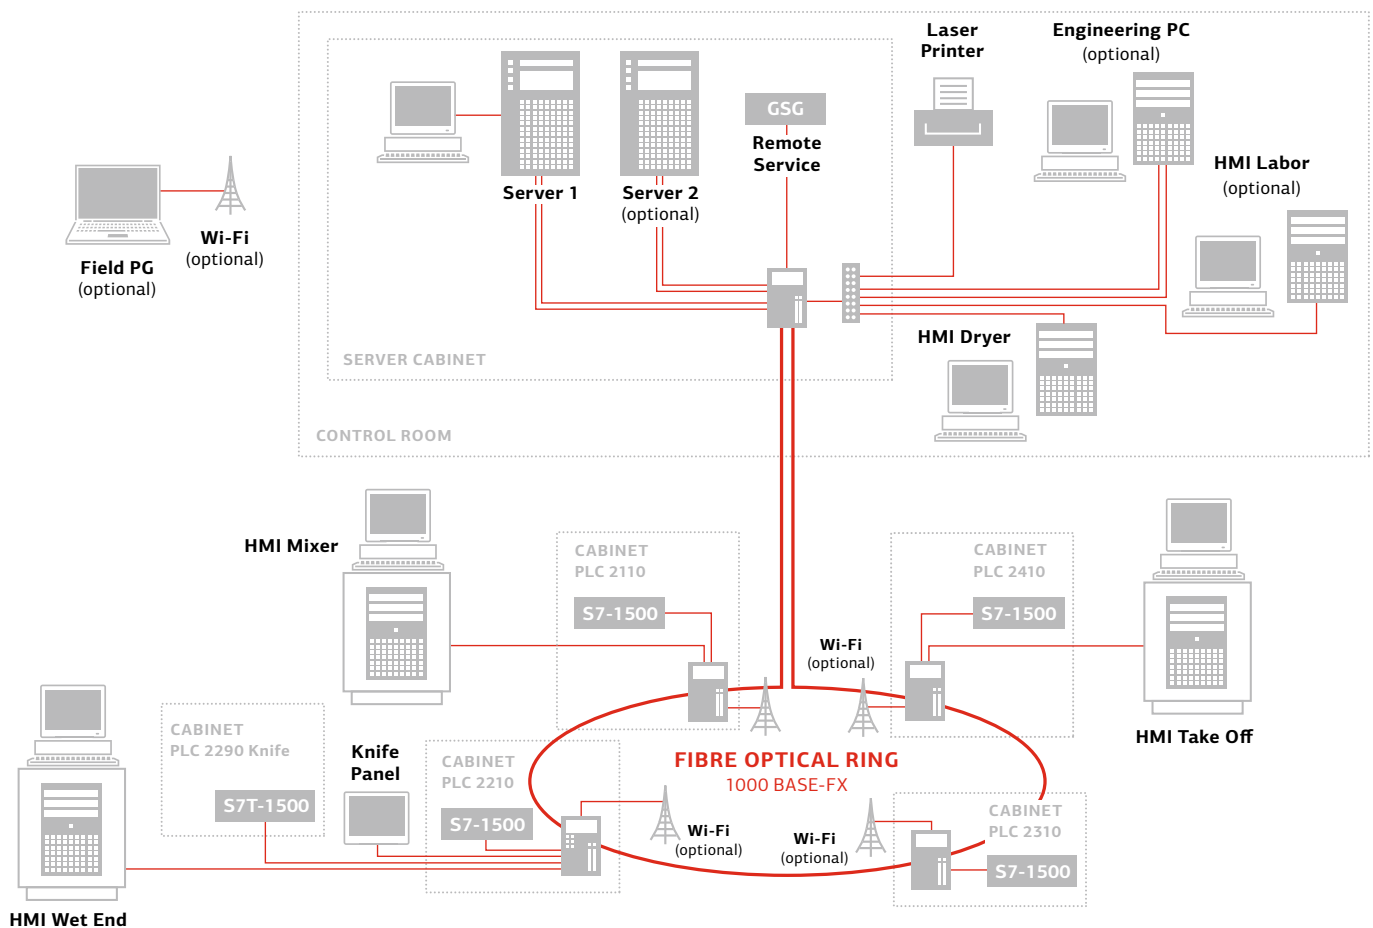 Laser
Printer
Engineering PC
(optional)
GSG
Remote
Service
HMI Labor
(optional)
Server 1
Server 2
(optional)
Wi-Fi
(optional)
Field PG
(optional)
HMI Dryer
SERVER CABINET
CONTROL ROOM
HMI Mixer
CABINET
PLC 2110
S7-1500
CABINET
PLC 2410
S7-1500
Wi-Fi
(optional)
HMI Take Off
CABINET
PLC 2290 Knife
S7T-1500
Knife
Panel
CABINET
PLC 2210
S7-1500
FIBRE OPTICAL RING
1000 BASE-FX
Wi-Fi
(optional)
Wi-Fi
(optional)
CABINET
PLC 2310
S7-1500
HMI Wet End